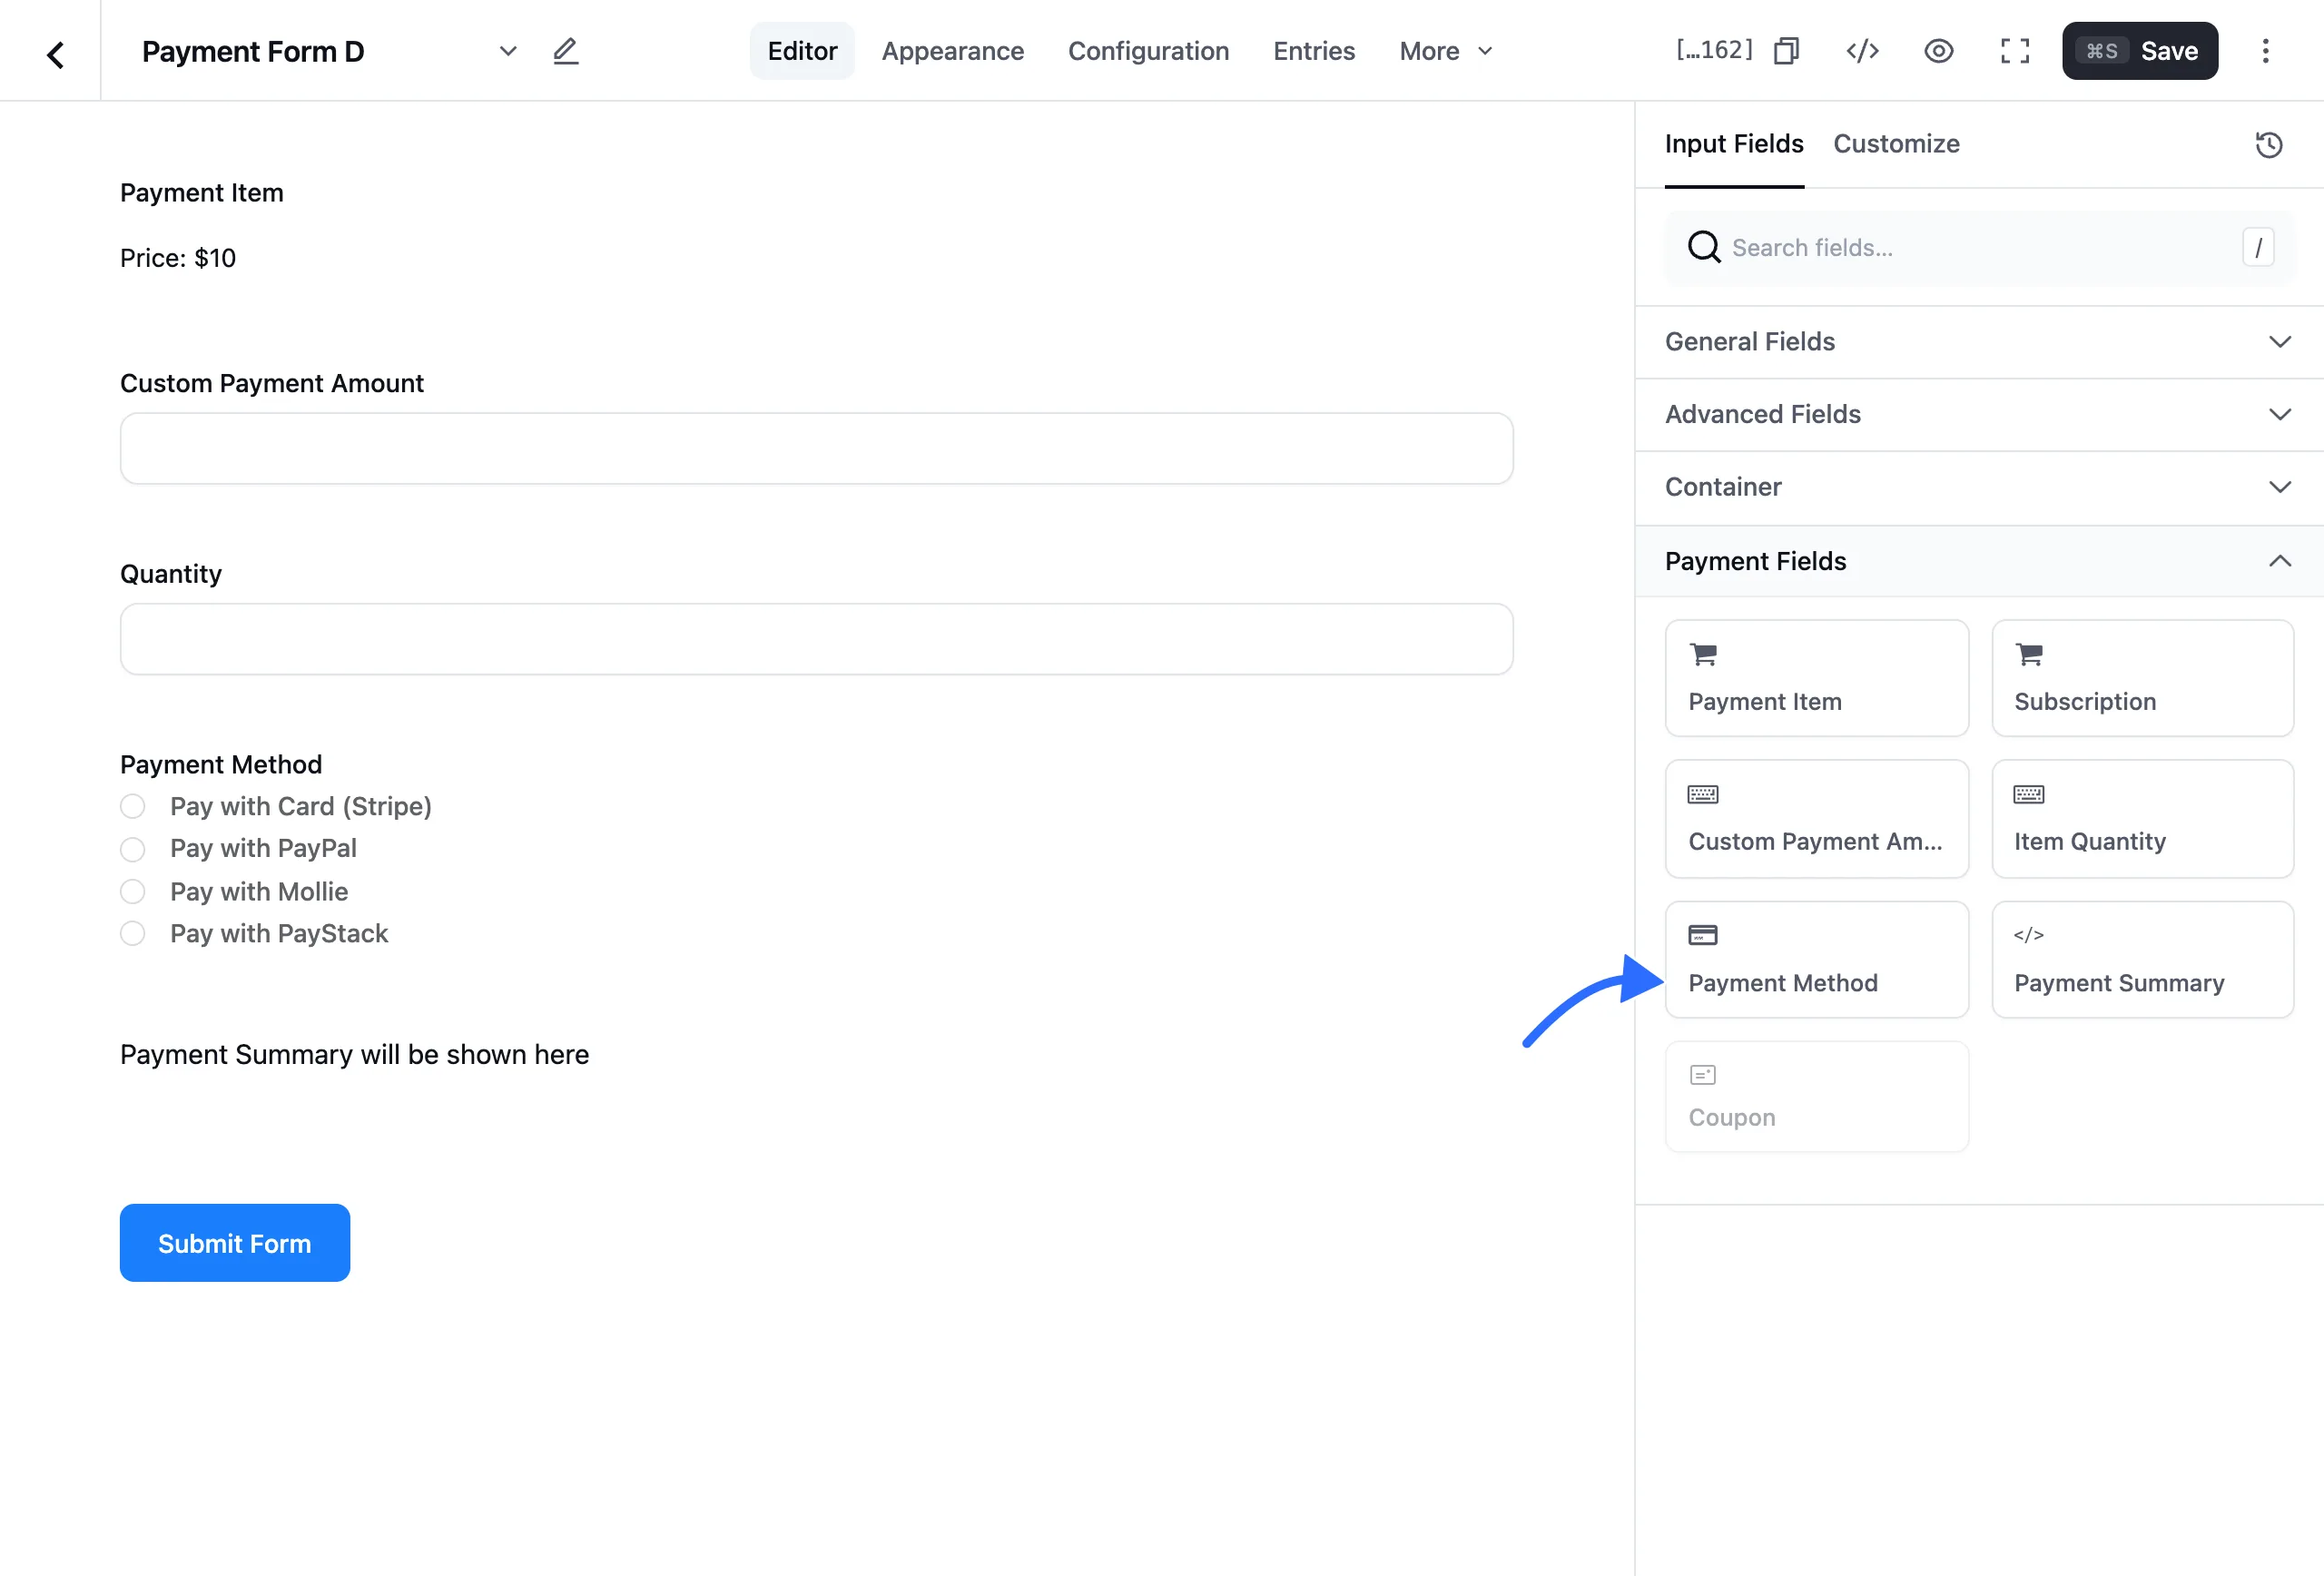 Payment Form D
Editor
Appearance
Configuration
Entries
More
[...162]
⌘S Save
Payment Item
Price: $10
Custom Payment Amount
Quantity
Payment Method
Pay with Card (Stripe)
Pay with PayPal
Pay with Mollie
Pay with PayStack
Payment Summary will be shown here
Submit Form
Input Fields
Customize
Search fields...
/
General Fields
Advanced Fields
Container
Payment Fields
Payment Item
Subscription
Custom Payment Am...
Item Quantity
Payment Method
</>
Payment Summary
Coupon